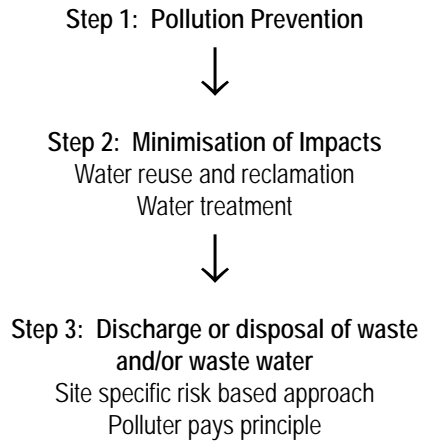 Step 1: Pollution Prevention
Step 2: Minimisation of Impacts
Water reuse and reclamation
Water treatment
Step 3: Discharge or disposal of waste
and/or waste water
Site specific risk based approach
Polluter pays principle